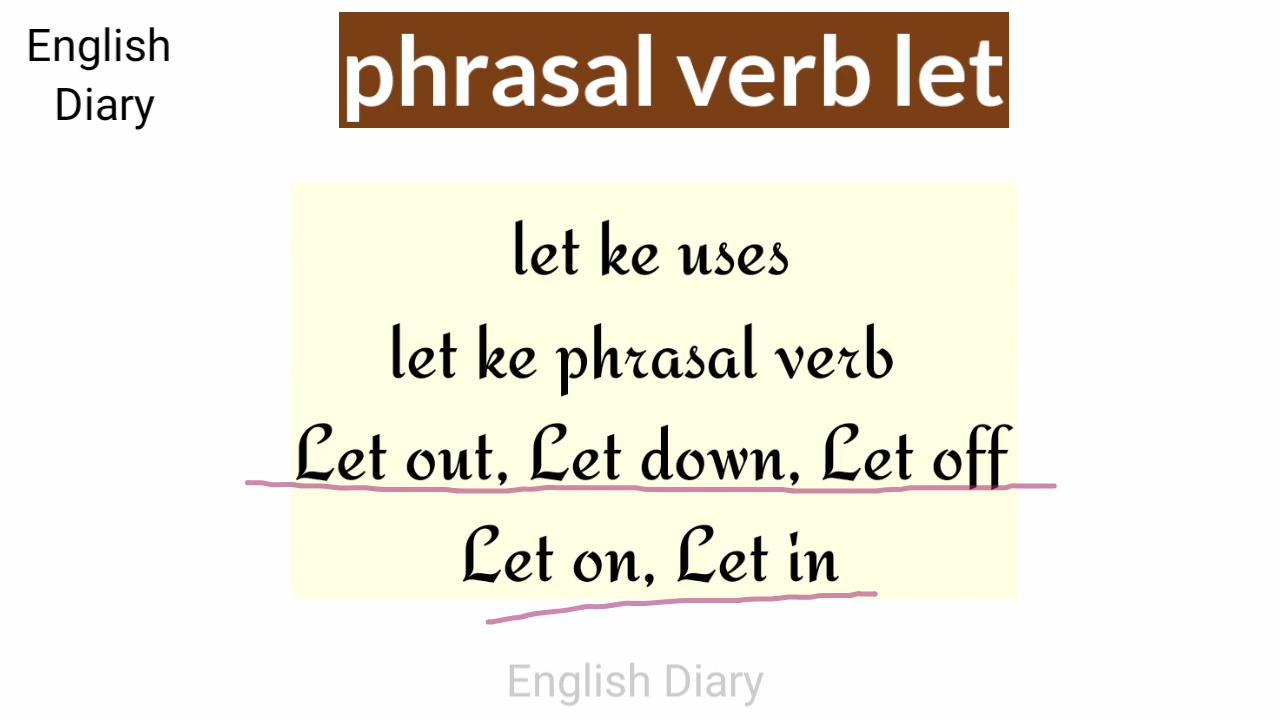 English
Diary
phrasal verb let
let ke uses
let ke phrasal verb
Let out, Let down, Let off
Let on, Let in
English Diary